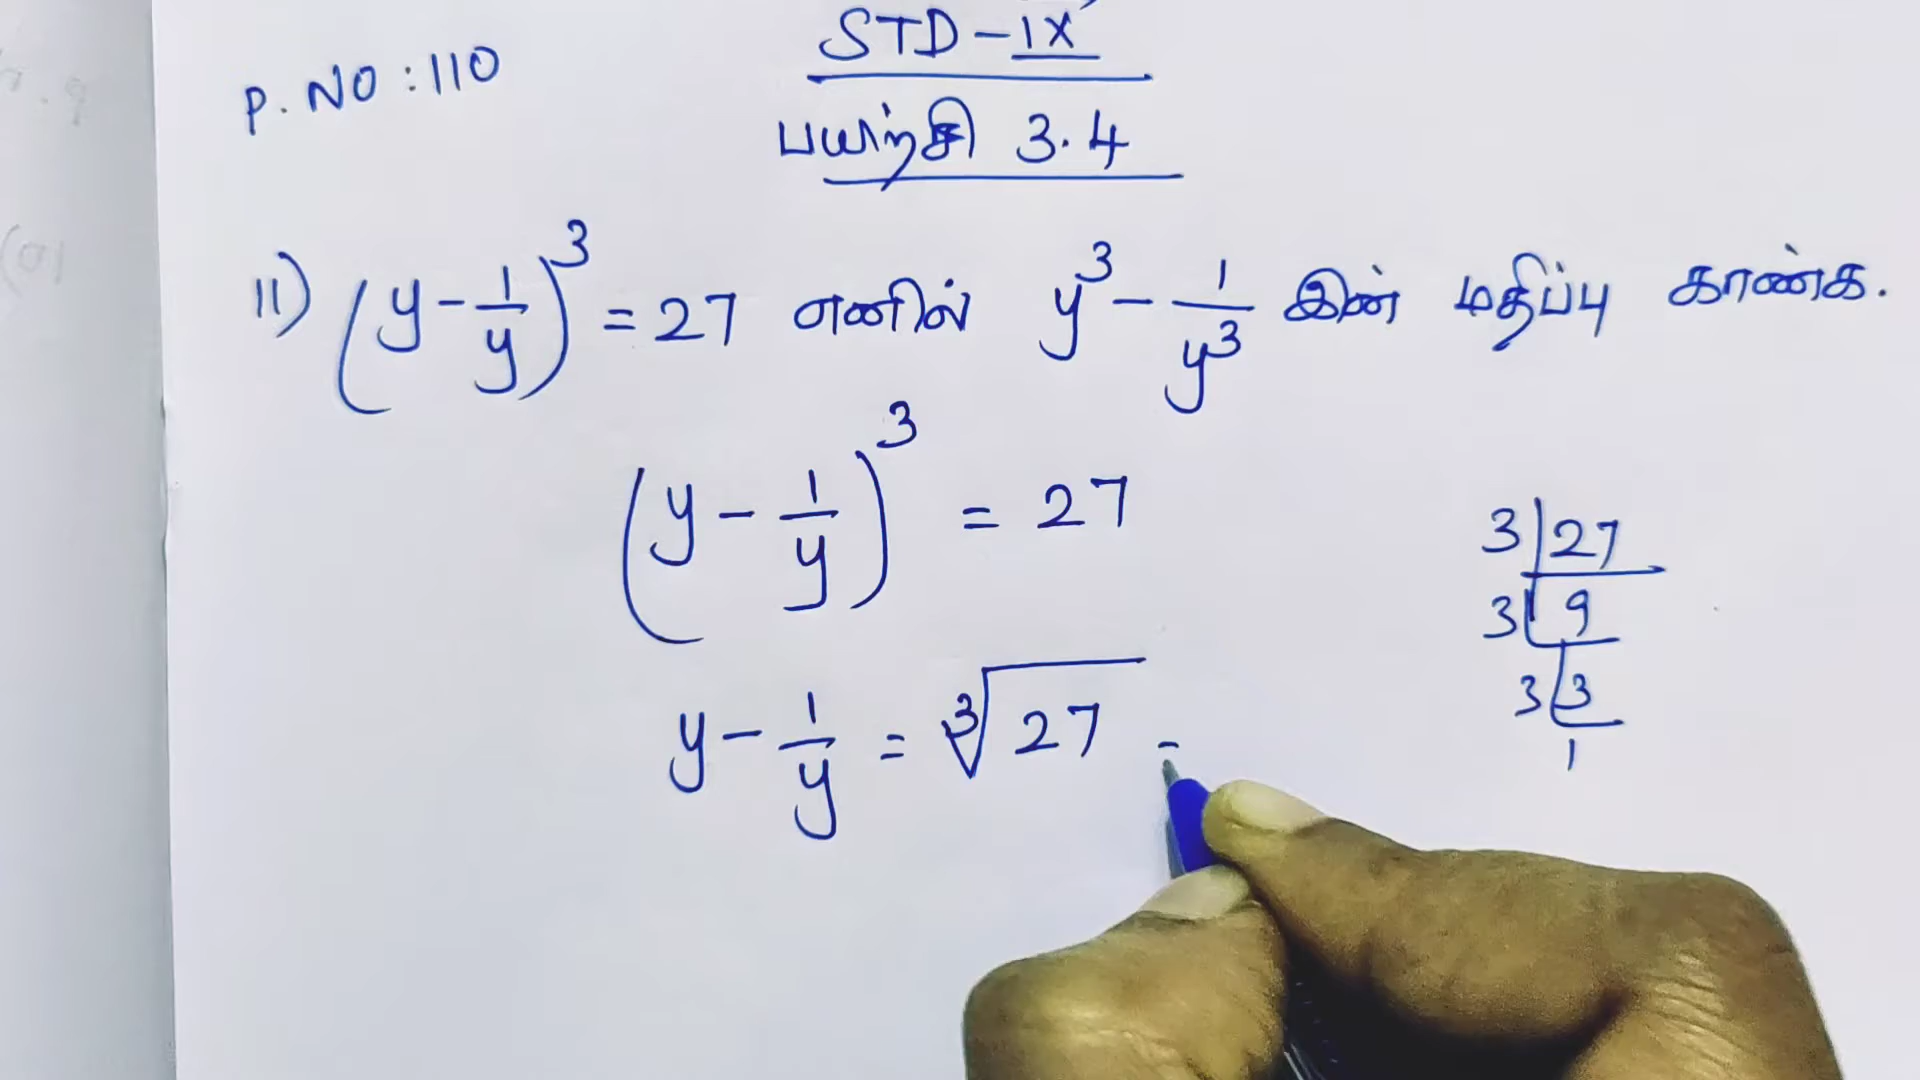 P. NO : 110
STD - IX
பயிற்சி 3.4
11) (y - 1/y)³ = 27 எனில் y³ - 1/y³ இன் மதிப்பு காண்க.
(y - 1/y)³ = 27
y - 1/y = ∛27 =
3 | 27
3 | 9
3 | 3
1